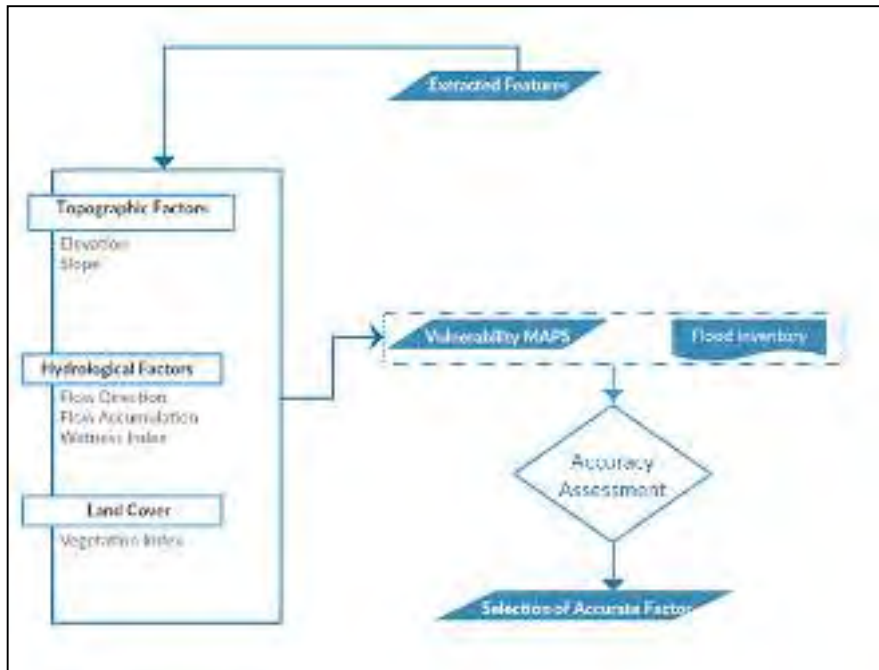 Extracted Features
Topographic Factors
Elevation
Slope
Hydrological Factors
Flow Direction
Flow Accumulation
Wetness Index
Land Cover
Vegetation Index
Vulnerability MAPS
Flood inventory
Accuracy
Assessment
Selection of Accurate Factor